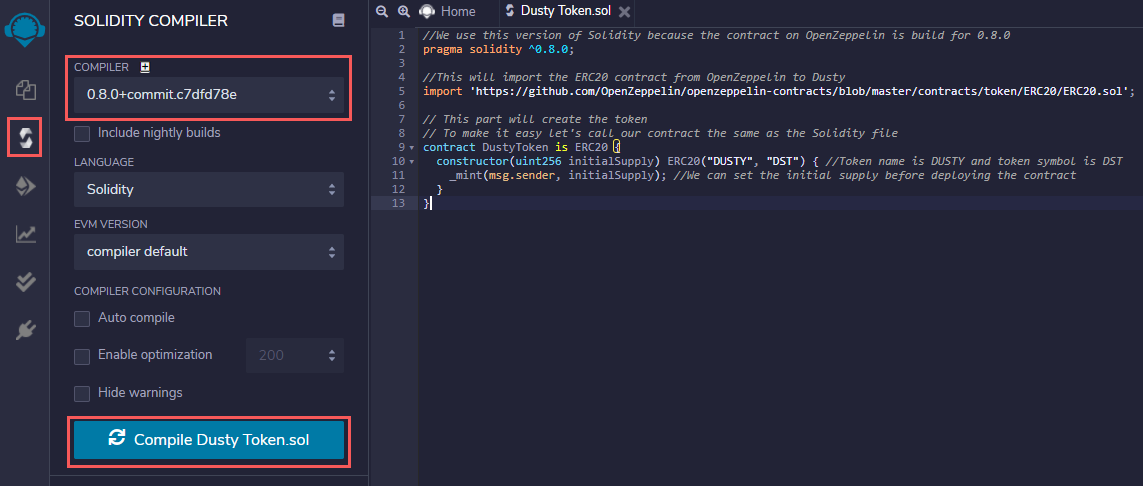 SOLIDITY COMPILER
COMPILER
0.8.0+commit.c7dfd78e
Include nightly builds
LANGUAGE
Solidity
EVM VERSION
compiler default
COMPILER CONFIGURATION
Auto compile
Enable optimization 200
Hide warnings
Compile Dusty Token.sol
Home Dusty Token.sol
1 //We use this version of Solidity because the contract on OpenZeppelin is build for 0.8.0
2 pragma solidity ^0.8.0;
3
4 //This will import the ERC20 contract from OpenZeppelin to Dusty
5 import 'https://github.com/OpenZeppelin/openzeppelin-contracts/blob/master/contracts/token/ERC20/ERC20.sol';
6
7 // This part will create the token
8 // To make it easy let's call our contract the same as the Solidity file
9 contract DustyToken is ERC20 {
10 constructor(uint256 initialSupply) ERC20("DUSTY", "DST") { //Token name is DUSTY and token symbol is DST
11 _mint(msg.sender, initialSupply); //We can set the initial supply before deploying the contract
12 }
13 }